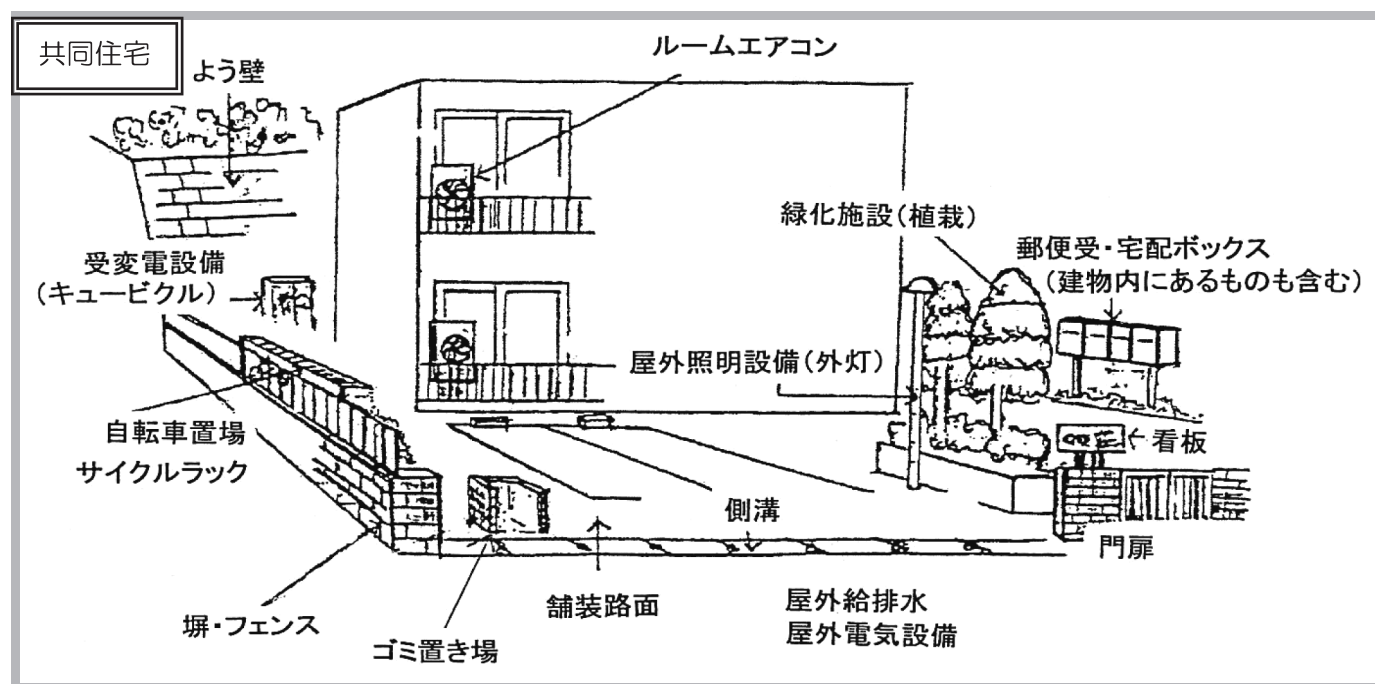 共同住宅
よう壁
ルームエアコン
緑化施設(植栽)
郵便受・宅配ボックス
(建物内にあるものも含む)
受変電設備
(キュービクル)
屋外照明設備(外灯)
自転車置場
サイクルラック
看板
側溝
門扉
塀・フェンス
ゴミ置き場
舗装路面
屋外給排水
屋外電気設備